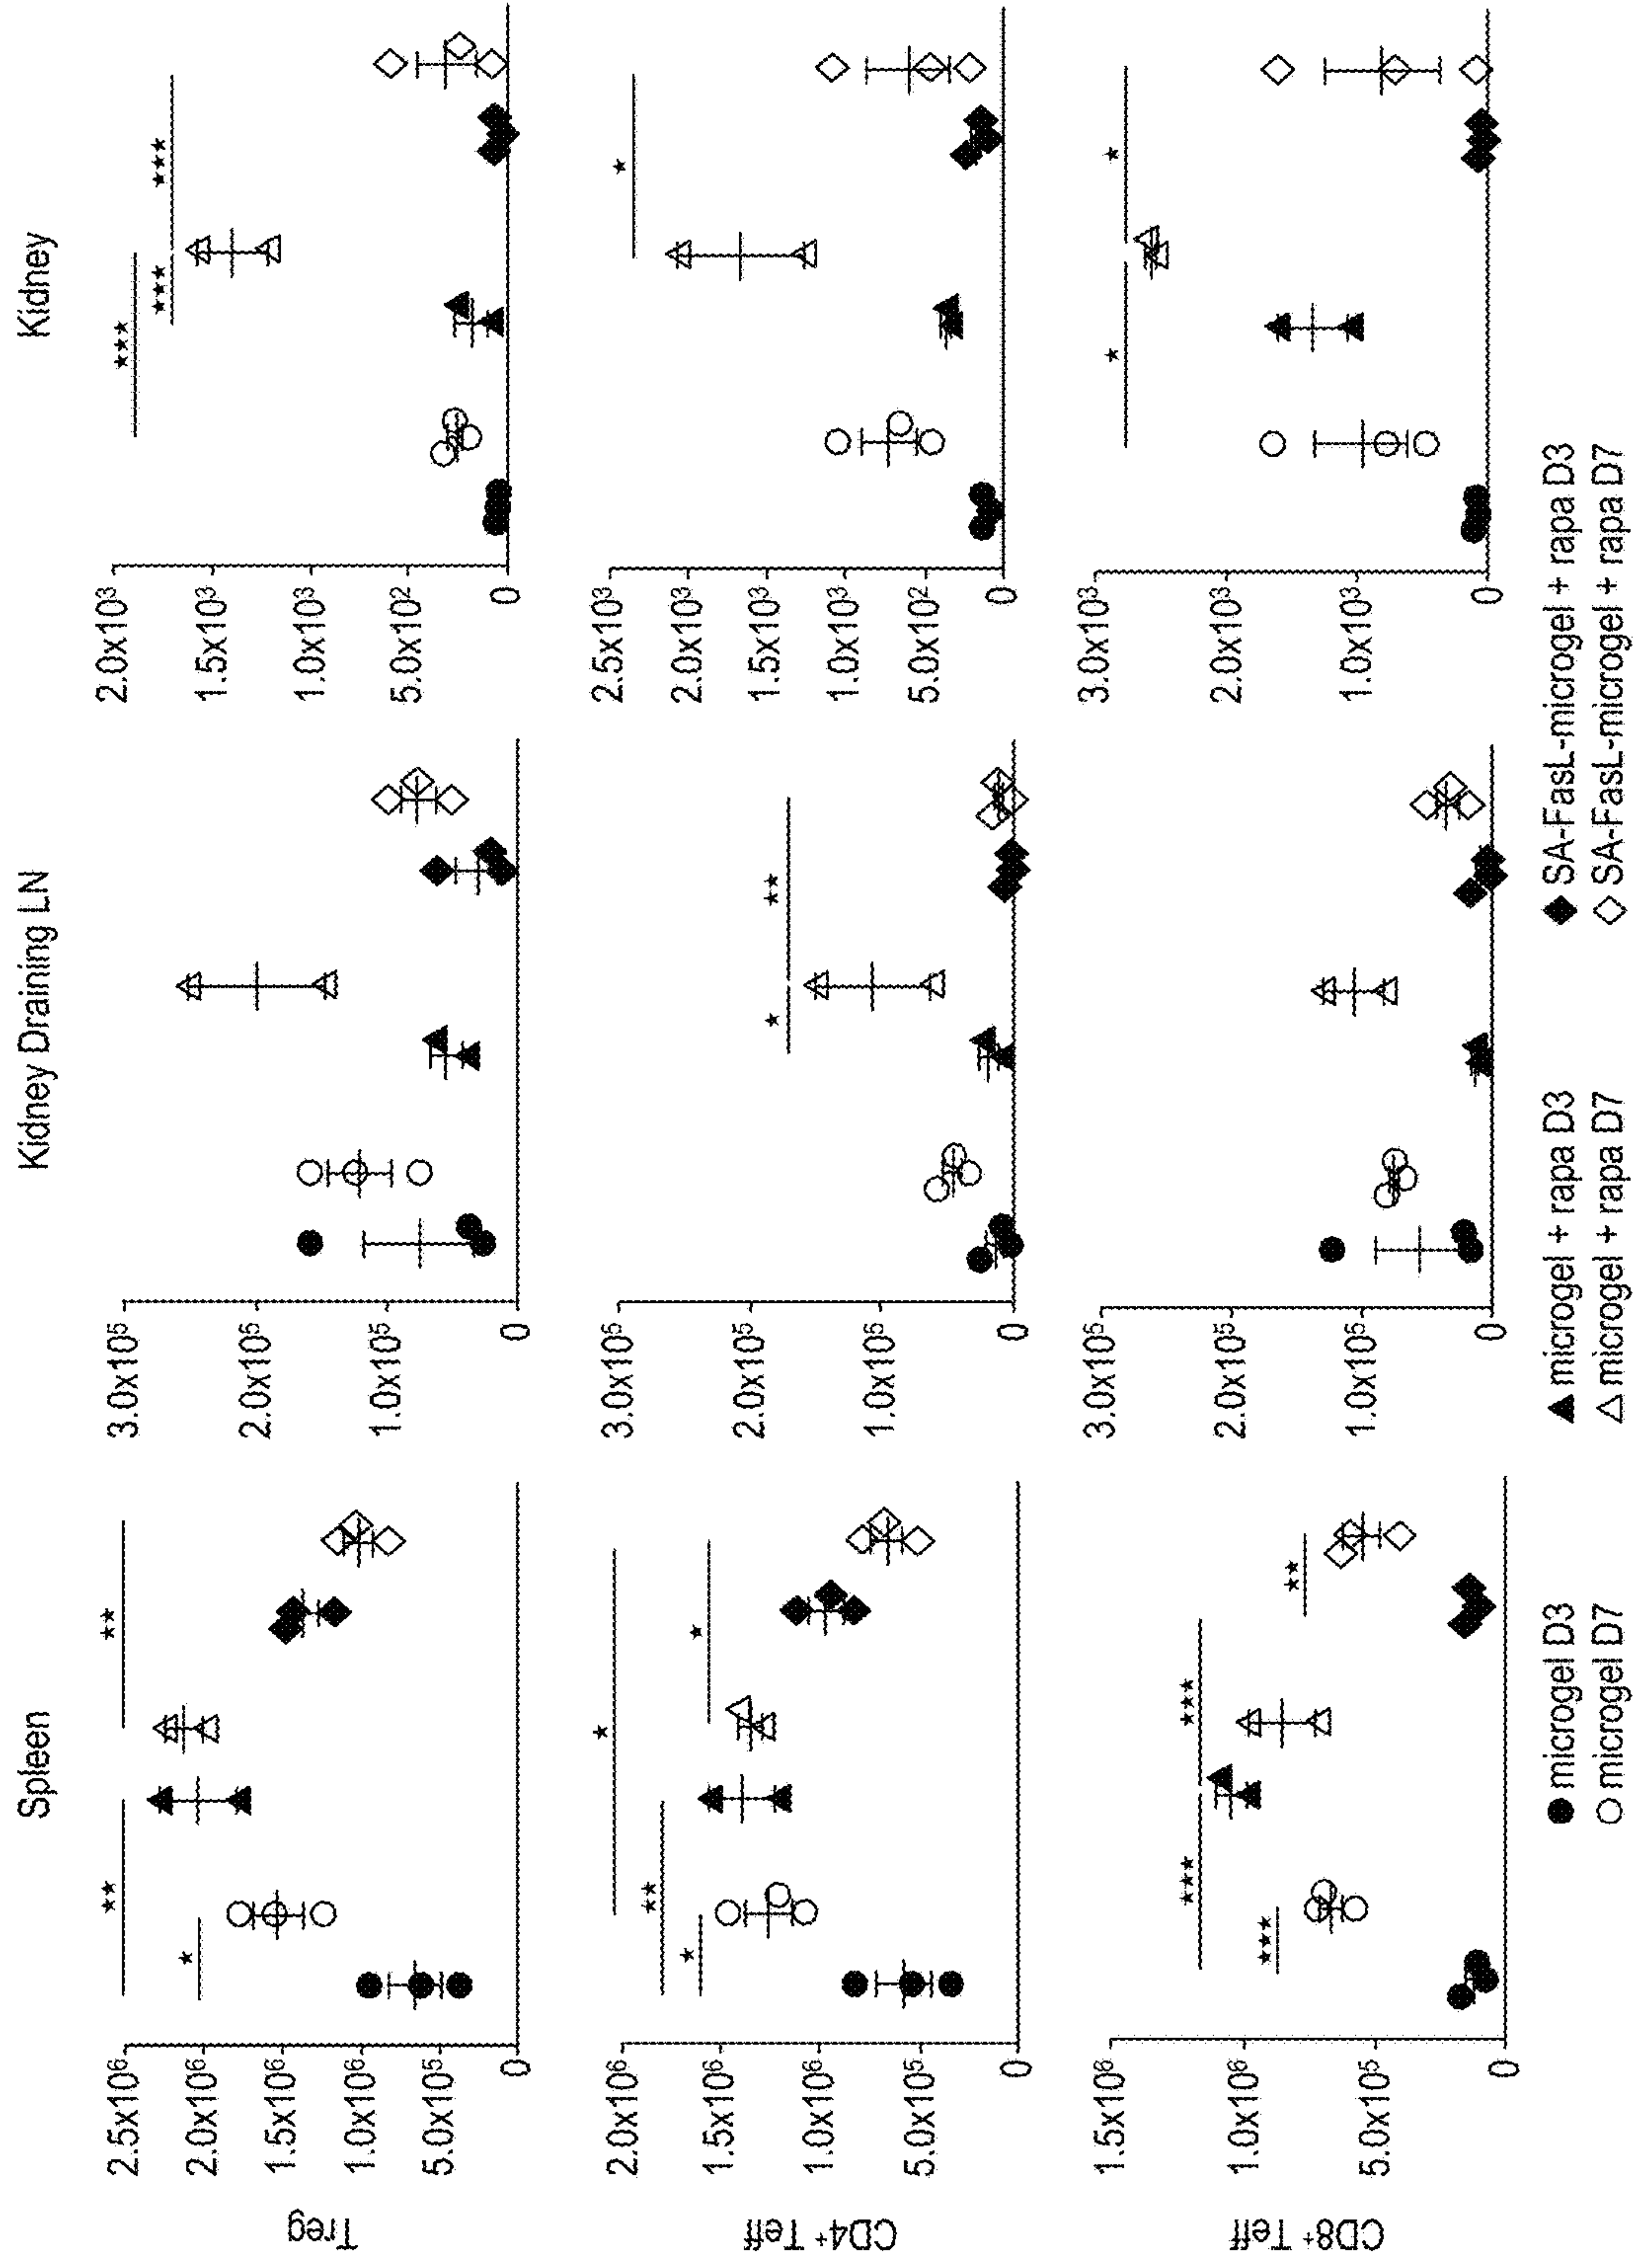 Spleen
Kidney Draining LN
Kidney
Treg
2.5x10⁶
2.0x10⁶
1.5x10⁶
1.0x10⁶
5.0x10⁵
0
3.0x10⁵
2.0x10⁵
1.0x10⁵
0
2.0x10³
1.5x10³
1.0x10³
5.0x10²
0
CD4⁺ Teff
2.0x10⁶
1.5x10⁶
1.0x10⁶
5.0x10⁵
0
3.0x10⁵
2.0x10⁵
1.0x10⁵
0
2.5x10³
2.0x10³
1.5x10³
1.0x10³
5.0x10²
0
CD8⁺ Teff
1.5x10⁶
1.0x10⁶
5.0x10⁵
0
3.0x10⁵
2.0x10⁵
1.0x10⁵
0
3.0x10³
2.0x10³
1.0x10³
0
microgel D3
microgel D7
microgel + rapa D3
microgel + rapa D7
SA-FasL-microgel + rapa D3
SA-FasL-microgel + rapa D7